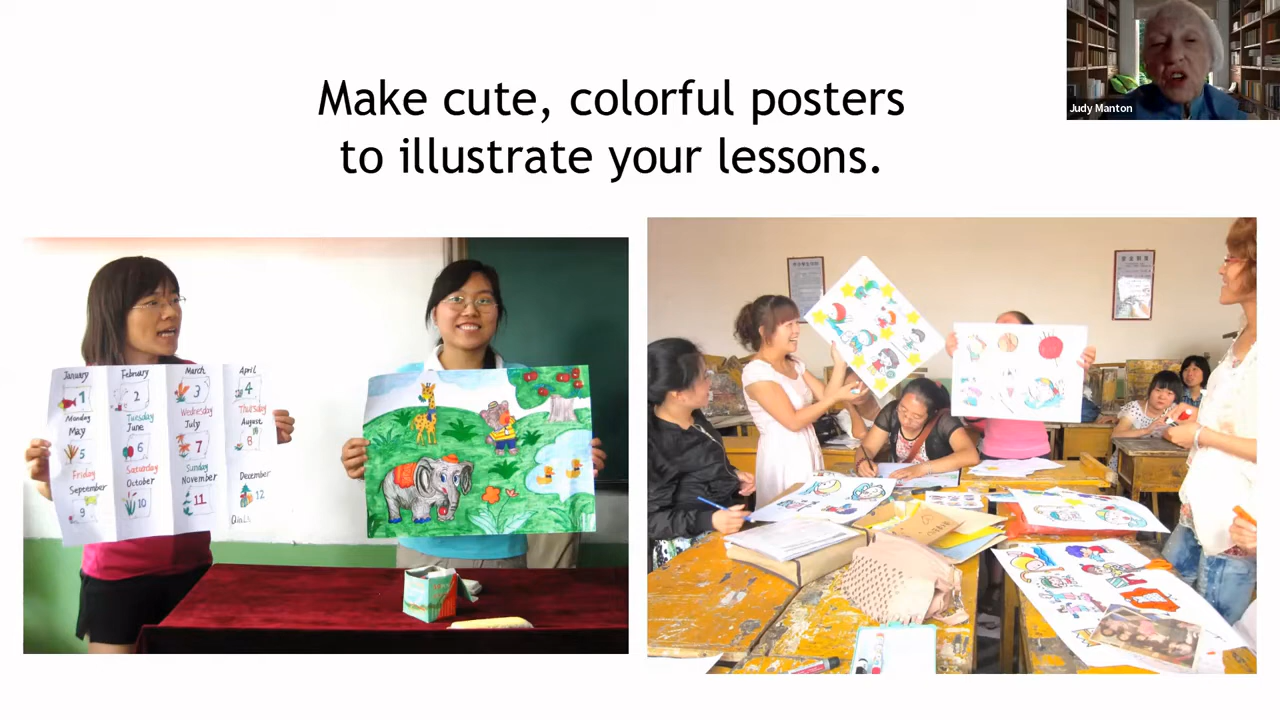 Make cute, colorful posters
to illustrate your lessons.
Judy Manton
January February March April
1 2 3 4
Monday Tuesday Wednesday Thursday
May June July August
5 6 7 8
Friday Saturday Sunday
September October November December
9 10 11 12